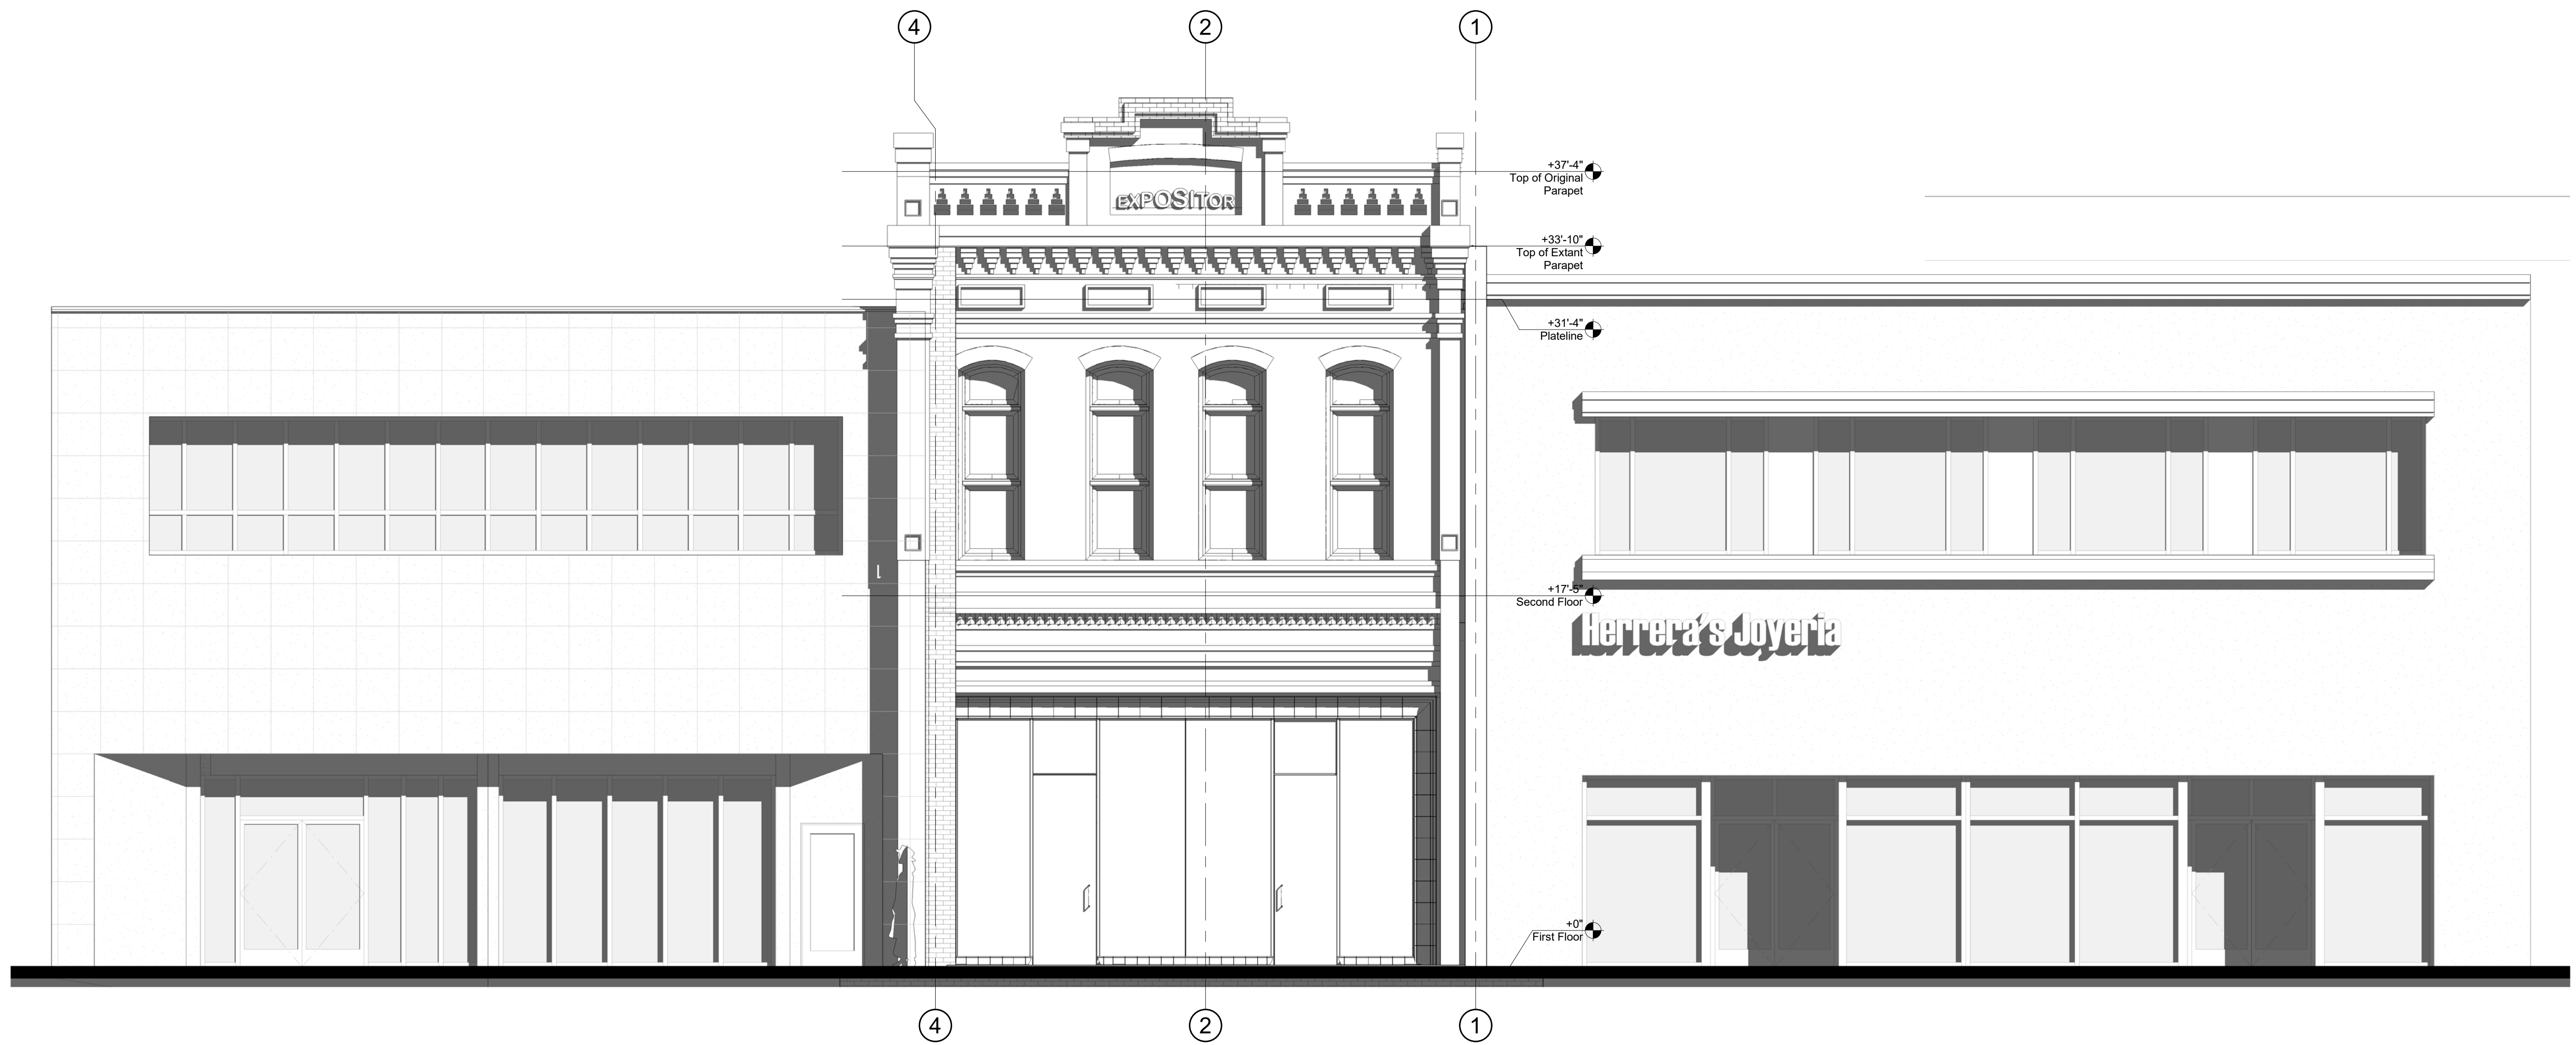 4
2
1
+37'-4"
Top of Original
Parapet
EXPOSITOR
+33'-10"
Top of Extant
Parapet
+31'-4"
Plateline
+17'-5"
Second Floor
Herrera's Joyeria
+0"
First Floor
4
2
1